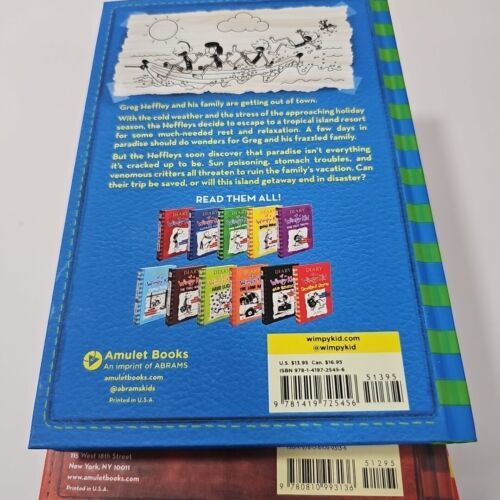 Greg Heffley and his family are getting out of town.
With the cold weather and the stress of the approaching holiday
season, the Heffleys decide to escape to a tropical island resort
for some much-needed rest and relaxation. A few days in
paradise should do wonders for Greg and his frazzled family.
But the Heffleys soon discover that paradise isn't everything
it's cracked up to be. Sun poisoning, stomach troubles, and
venomous critters all threaten to ruin the family's vacation. Can
their trip be saved, or will this island getaway end in disaster?
READ THEM ALL!
wimpykid.com
@wimpykid
U.S. $13.95 CAN. $16.95
ISBN 978-1-4197-2545-6
51395
9 781419 725456
Amulet Books
An imprint of ABRAMS
amuletbooks.com
@abramskids
Printed in U.S.A.
115 West 18th Street
New York, NY 10011
www.amuletbooks.com
Printed in U.S.A.
51295
9 780810 993136